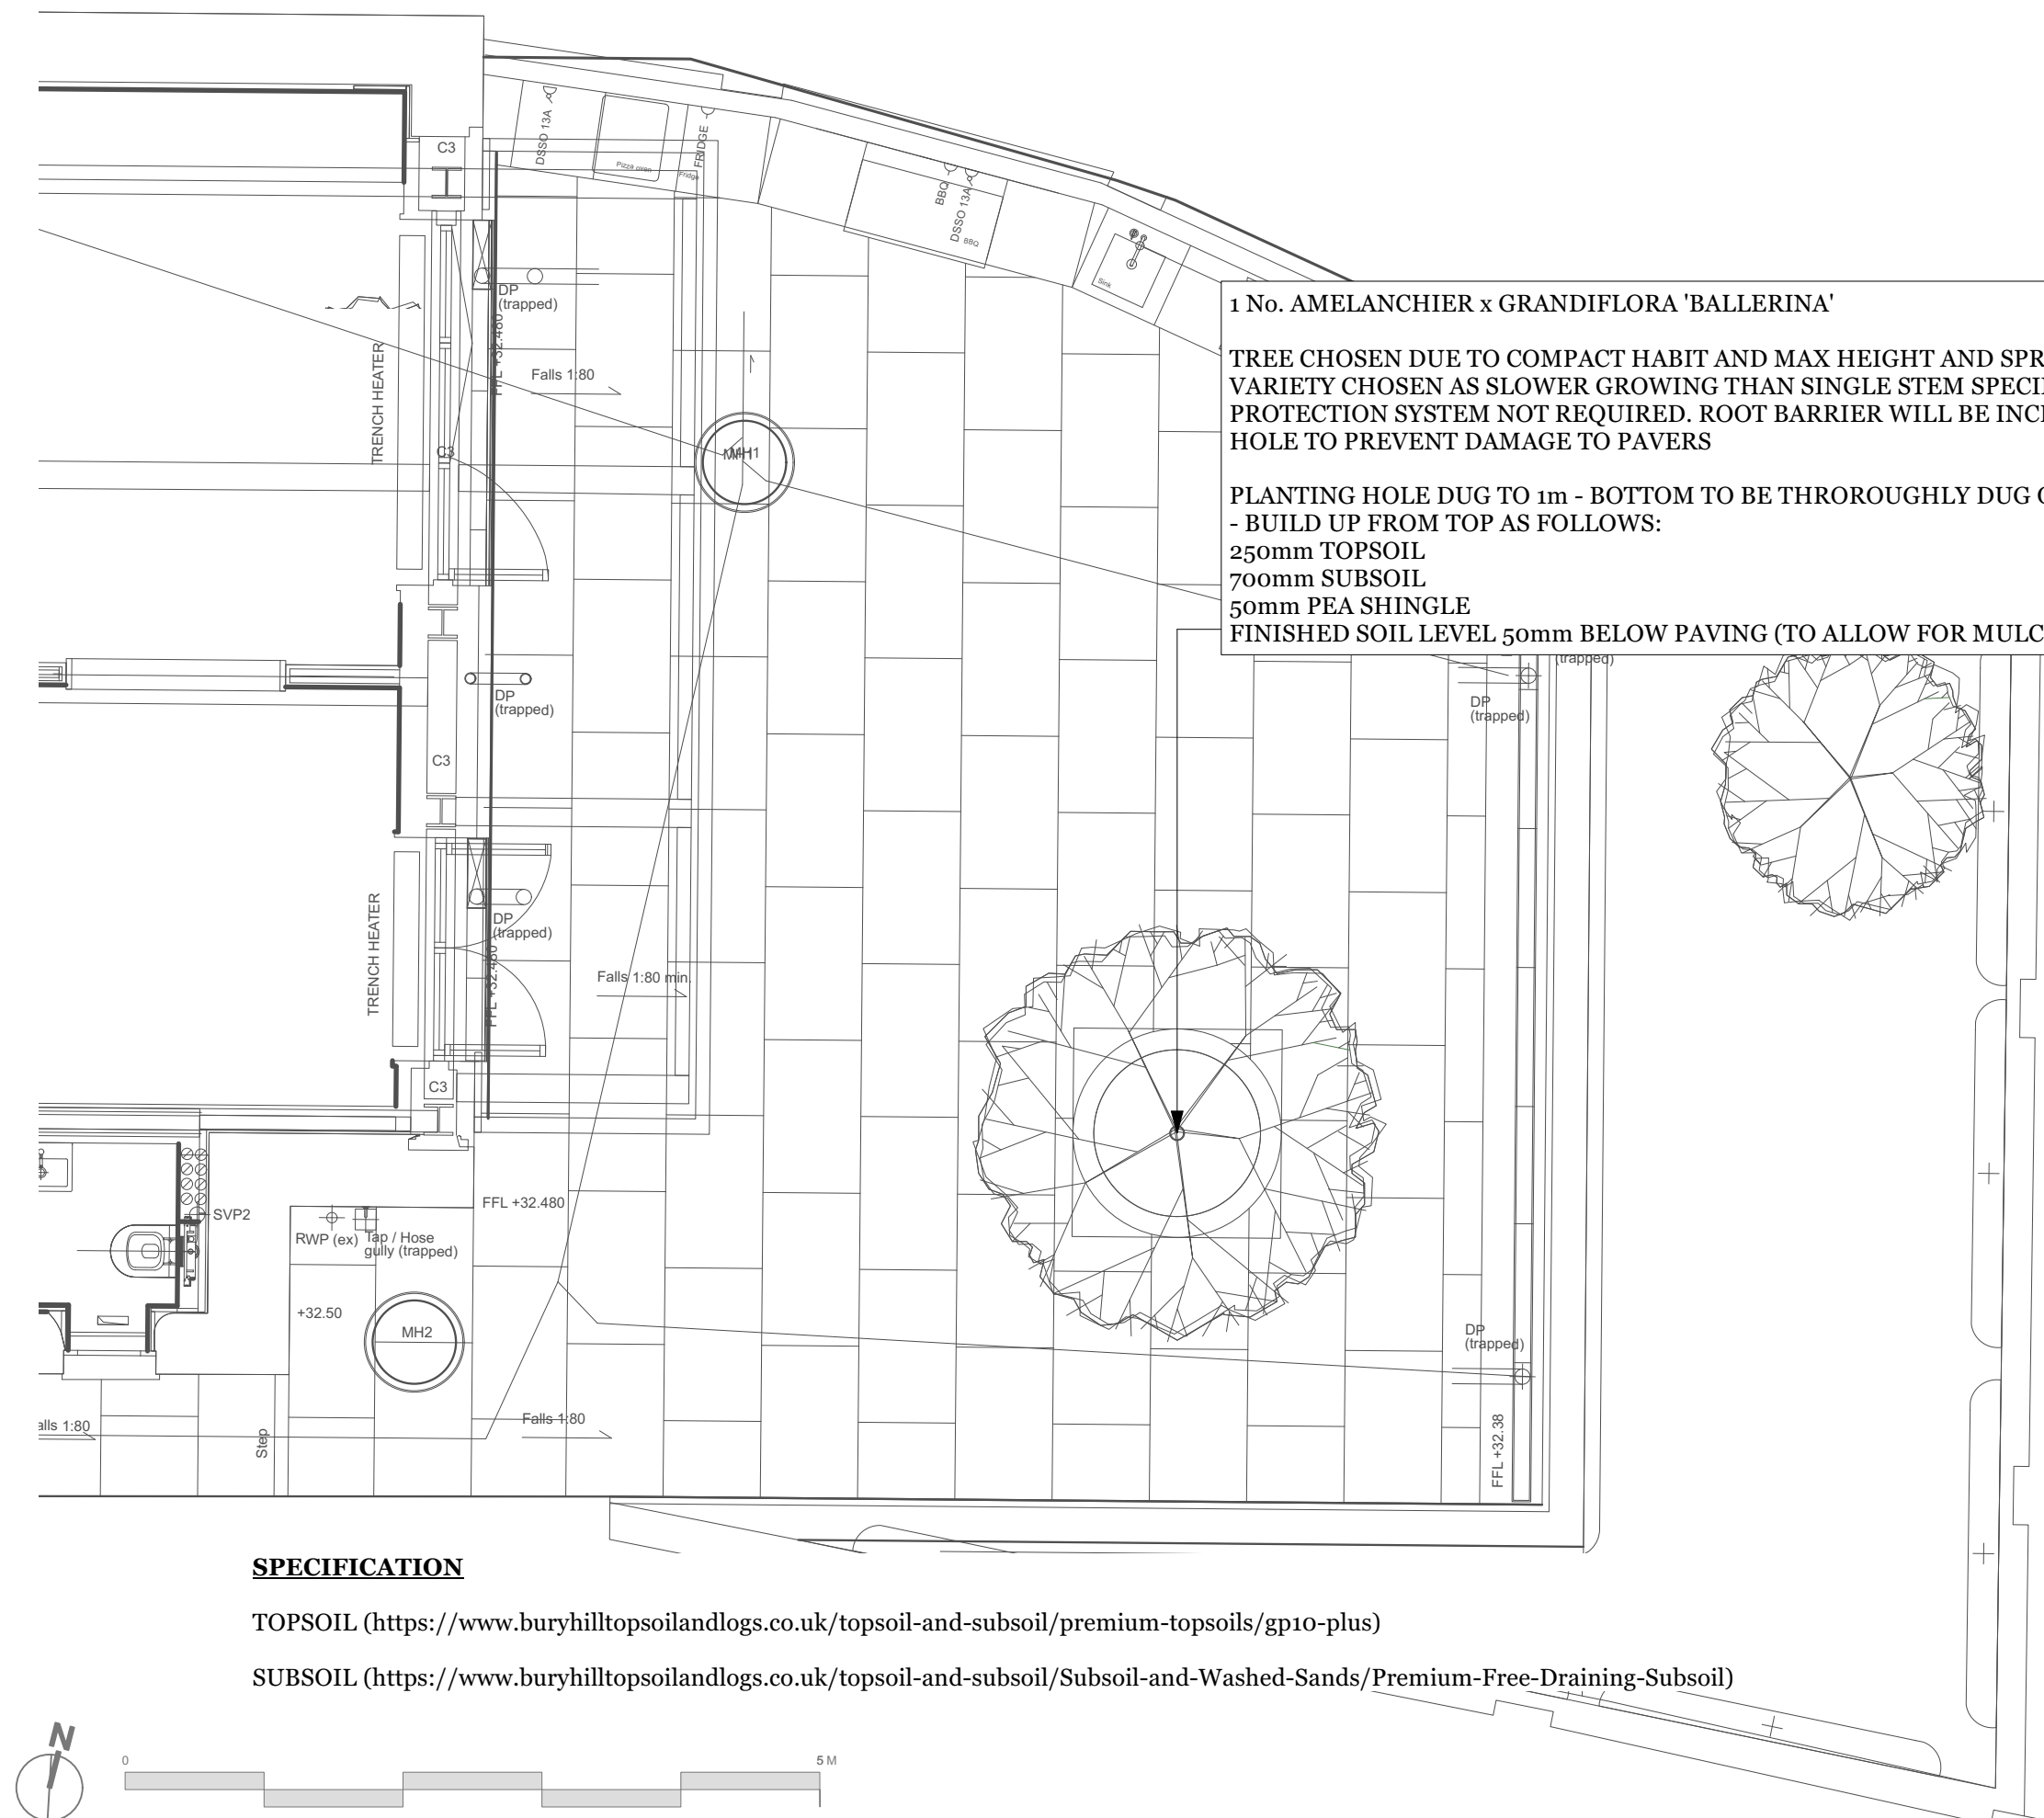 C3
DSSO 13A
Pizza oven
FRIDGE
Fridge
BBQ
DSSO 13A
BBQ
Sink
DP
(trapped)
FFL +32.480
TRENCH HEATER
Falls 1:80
C3
MH1
MH1
1 No. AMELANCHIER x GRANDIFLORA 'BALLERINA'
TREE CHOSEN DUE TO COMPACT HABIT AND MAX HEIGHT AND SPR
VARIETY CHOSEN AS SLOWER GROWING THAN SINGLE STEM SPECI
PROTECTION SYSTEM NOT REQUIRED. ROOT BARRIER WILL BE INC
HOLE TO PREVENT DAMAGE TO PAVERS
PLANTING HOLE DUG TO 1m - BOTTOM TO BE THROROUGHLY DUG
- BUILD UP FROM TOP AS FOLLOWS:
250mm TOPSOIL
700mm SUBSOIL
50mm PEA SHINGLE
FINISHED SOIL LEVEL 50mm BELOW PAVING (TO ALLOW FOR MULC
(trapped)
DP
(trapped)
DP
(trapped)
C3
TRENCH HEATER
DP
(trapped)
FFL +32.480
Falls 1:80 min.
C3
SVP2
FFL +32.480
RWP (ex)
Tap / Hose
gully (trapped)
+32.50
MH2
DP
(trapped)
alls 1:80
Step
Falls 1:80
FFL +32.38
SPECIFICATION
TOPSOIL (https://www.buryhilltopsoilandlogs.co.uk/topsoil-and-subsoil/premium-topsoils/gp10-plus)
SUBSOIL (https://www.buryhilltopsoilandlogs.co.uk/topsoil-and-subsoil/Subsoil-and-Washed-Sands/Premium-Free-Draining-Subsoil)
N
0
5 M